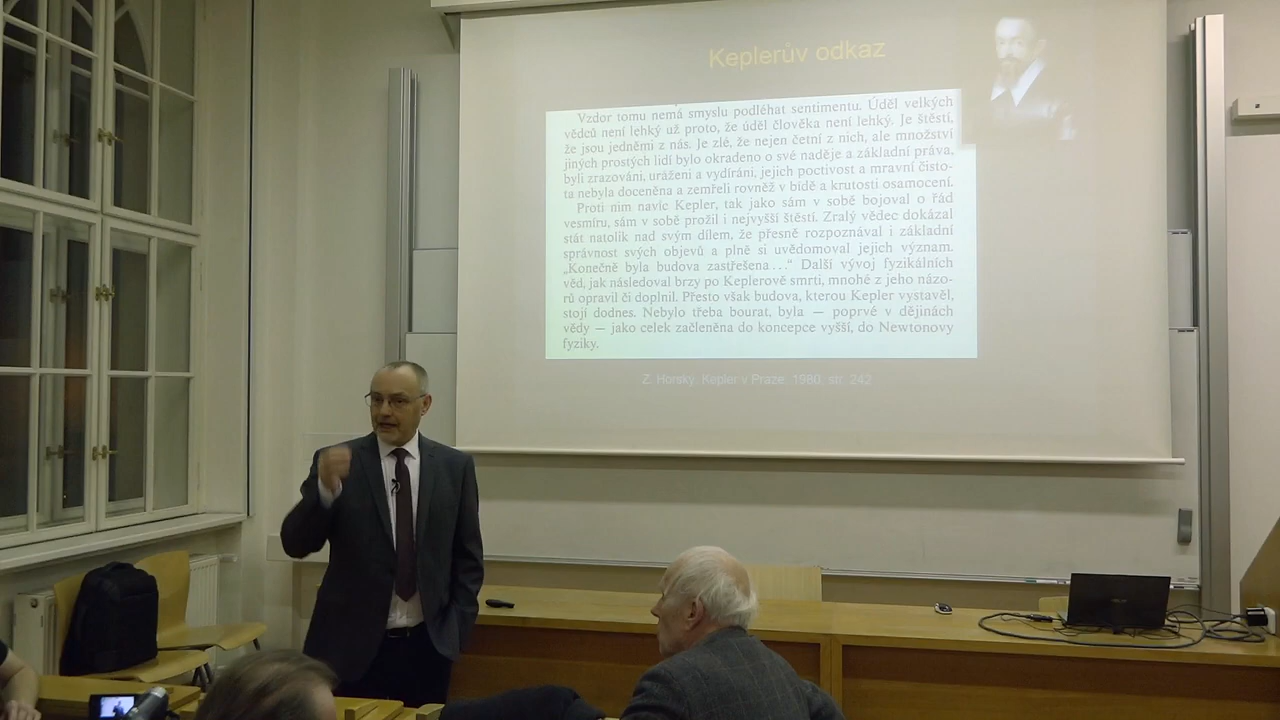 Keplerův odkaz
Vzdor tomu nemá smyslu podléhat sentimentu. Úděl velkých
vědců není lehký už proto, že úděl člověka není lehký. Je štěstí,
že jsou jedněmi z nás. Je zlé, že nejen četní z nich, ale množství
jiných prostých lidí bylo okradeno o své naděje a základní práva,
byli zrazováni, uráženi a vydíráni, jejich poctivost a mravní čisto-
ta nebyla doceněna a zemřeli rovněž v bídě a krutosti osamocení.
Proti nim navíc Kepler, tak jako sám v sobě bojoval o řád
vesmíru, sám v sobě prožil i nejvyšší štěstí. Zralý vědec dokázal
stát natolik nad svým dílem, že přesně rozpoznával i základní
správnost svých objevů a plně si uvědomoval jejich význam.
„Konečně byla budova zastřešena...“ Další vývoj fyzikálních
věd, jak následoval brzy po Keplerově smrti, mnohé z jeho názo-
rů opravil či doplnil. Přesto však budova, kterou Kepler vystavěl,
stojí dodnes. Nebylo třeba bourat, byla — poprvé v dějinách
vědy — jako celek začleněna do koncepce vyšší, do Newtonovy
fyziky.
Z. Horský: Kepler v Praze, 1980, str. 242